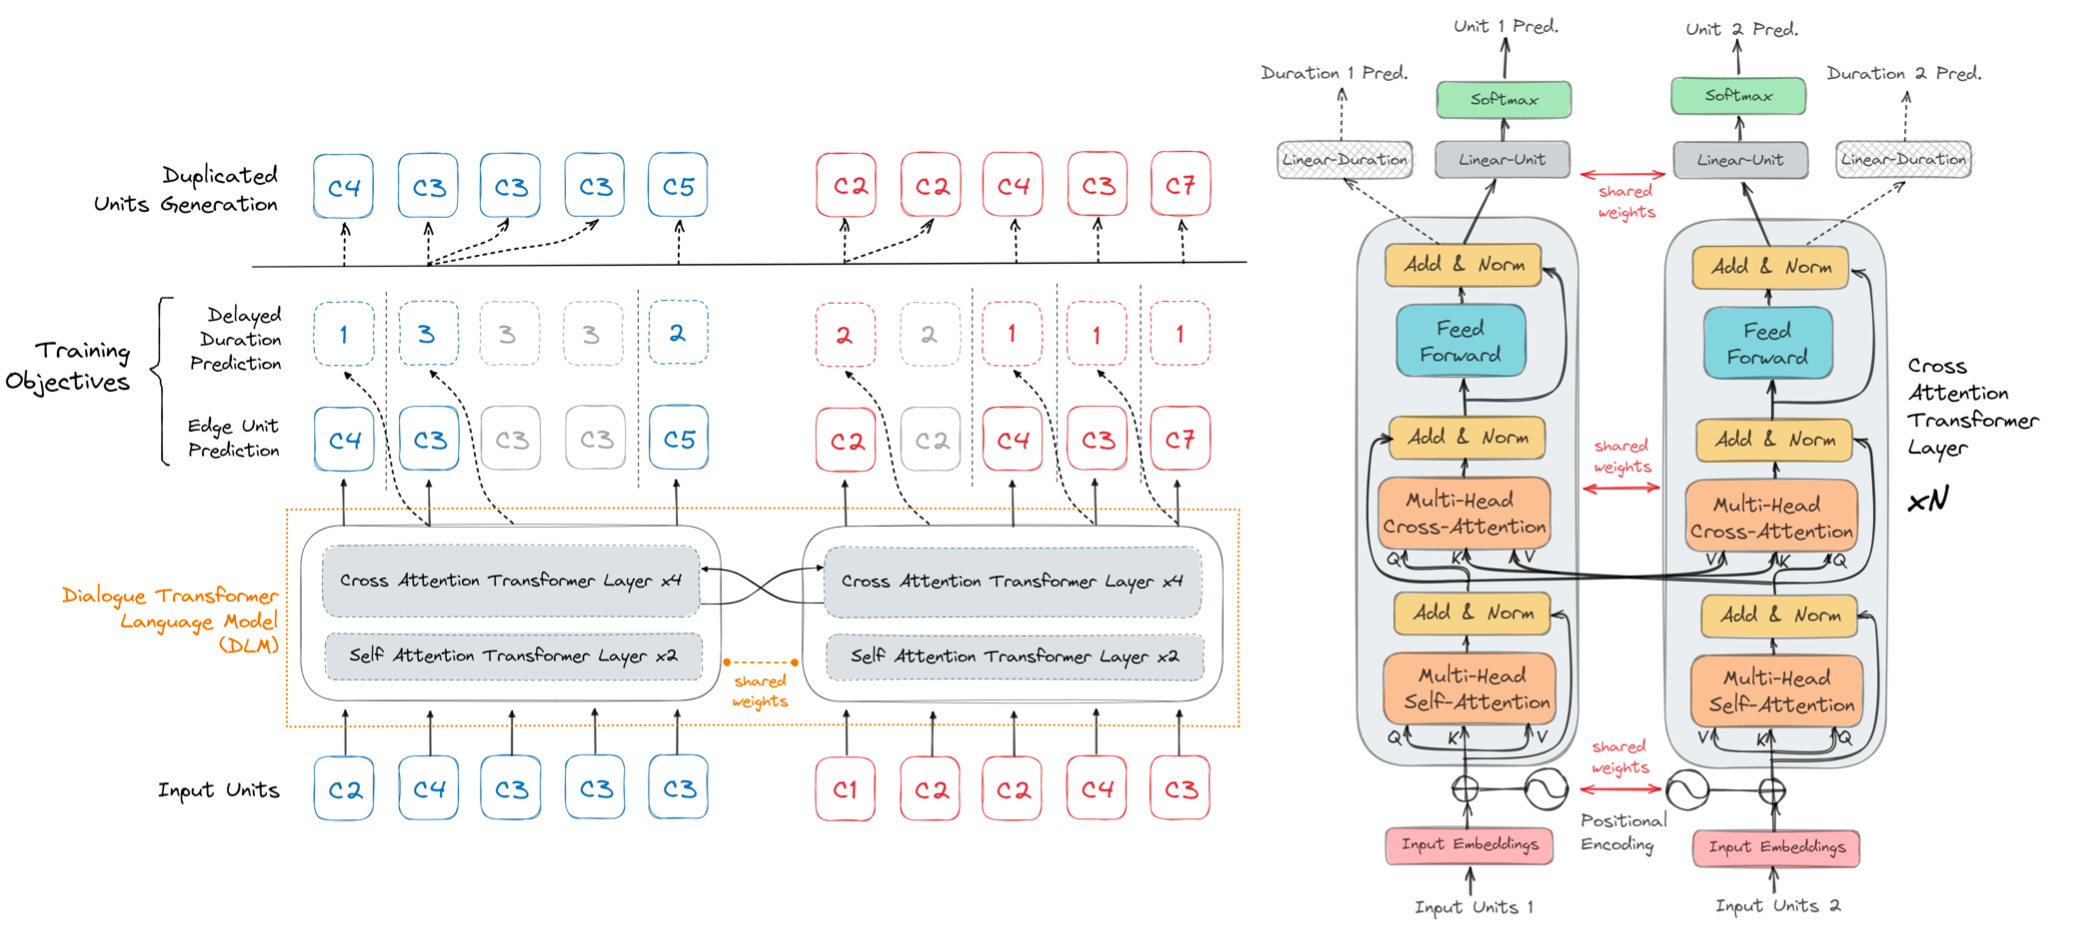 Duplicated
Units Generation
C4 C3 C3 C3 C5
C2 C2 C4 C3 C7
Training
Objectives
Delayed
Duration
Prediction
1 3 3 3 2
2 2 1 1 1
Edge Unit
Prediction
C4 C3 C3 C3 C5
C2 C2 C4 C3 C7
Dialogue Transformer
Language Model
(DLM)
Cross Attention Transformer Layer x4
Self Attention Transformer Layer x2
shared
weights
Cross Attention Transformer Layer x4
Self Attention Transformer Layer x2
Input Units
C2 C4 C3 C3 C3
C1 C2 C2 C4 C3
Unit 1 Pred.
Unit 2 Pred.
Duration 1 Pred.
Duration 2 Pred.
Softmax
Softmax
Linear-Duration
Linear-Unit
Linear-Unit
Linear-Duration
shared
weights
Add & Norm
Add & Norm
Feed
Forward
Feed
Forward
Cross
Attention
Transformer
Layer
xN
Add & Norm
Add & Norm
shared
weights
Multi-Head
Cross-Attention
Multi-Head
Cross-Attention
Q K V
V K Q
Add & Norm
Add & Norm
Multi-Head
Self-Attention
Multi-Head
Self-Attention
Q K V
V K Q
shared
weights
Positional
Encoding
Input Embeddings
Input Embeddings
Input Units 1
Input Units 2